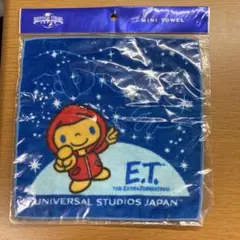 MINI TOWEL
E.T.
THE EXTRA-TERRESTRIAL
UNIVERSAL STUDIOS JAPAN